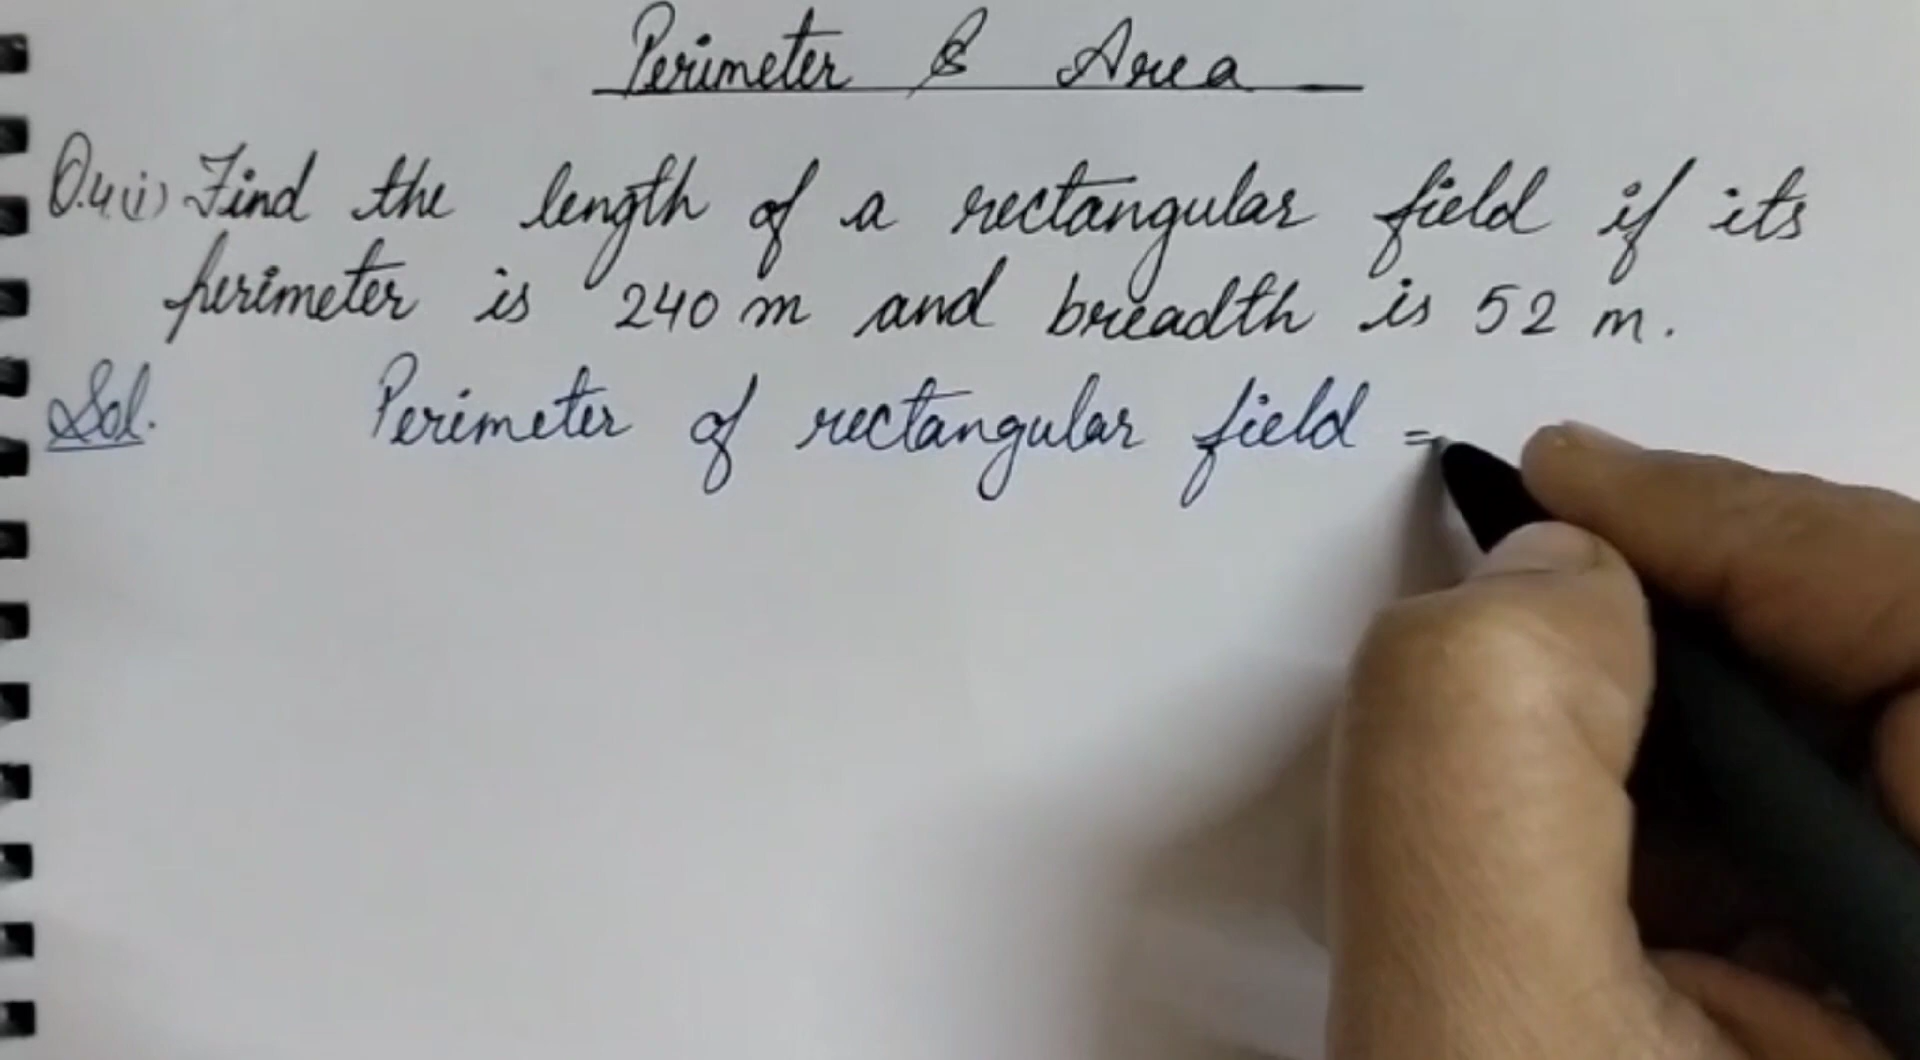 Perimeter & Area
Q.4(i) Find the length of a rectangular field if its
perimeter is 240 m and breadth is 52 m.
Sol. Perimeter of rectangular field =